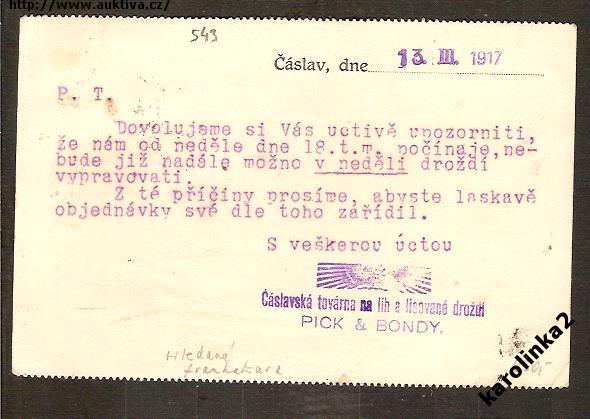 http://www.auktiva.cz/
543
Čáslav, dne 13. III. 1917
P. T.
Dovolujeme si Vás uctivě upozorniti,
že nám od neděle dne 18.t.m. počínaje, ne-
bude již nadále možno v neděli droždí
vypravovati.
Z té příčiny prosíme, abyste laskavě
objednávky své dle toho zařídil.
S veškerou úctou
Čáslavská továrna na líh a lisované droždí
PICK & BONDY.
Hledaná
frankatura
karolinka2